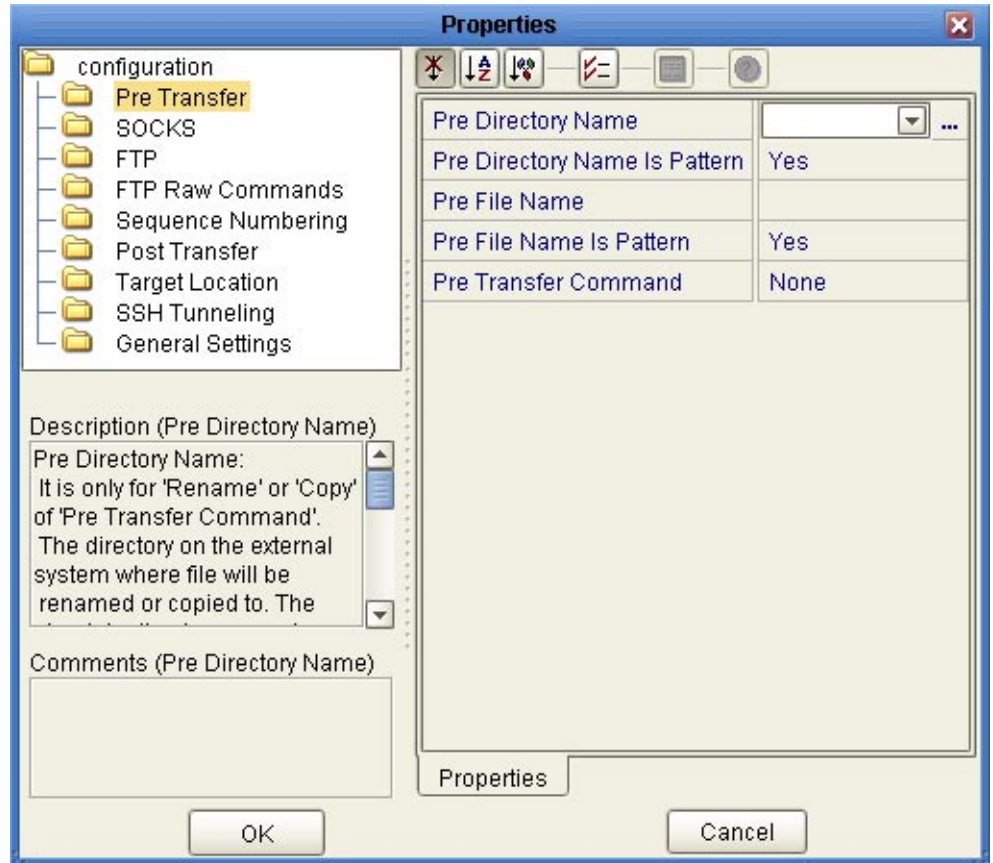 Properties
configuration
Pre Transfer
SOCKS
FTP
FTP Raw Commands
Sequence Numbering
Post Transfer
Target Location
SSH Tunneling
General Settings
Description (Pre Directory Name)
Pre Directory Name:
It is only for 'Rename' or 'Copy'
of 'Pre Transfer Command'.
The directory on the external
system where file will be
renamed or copied to. The
Comments (Pre Directory Name)
Pre Directory Name ...
Pre Directory Name Is Pattern Yes
Pre File Name
Pre File Name Is Pattern Yes
Pre Transfer Command None
Properties
OK
Cancel